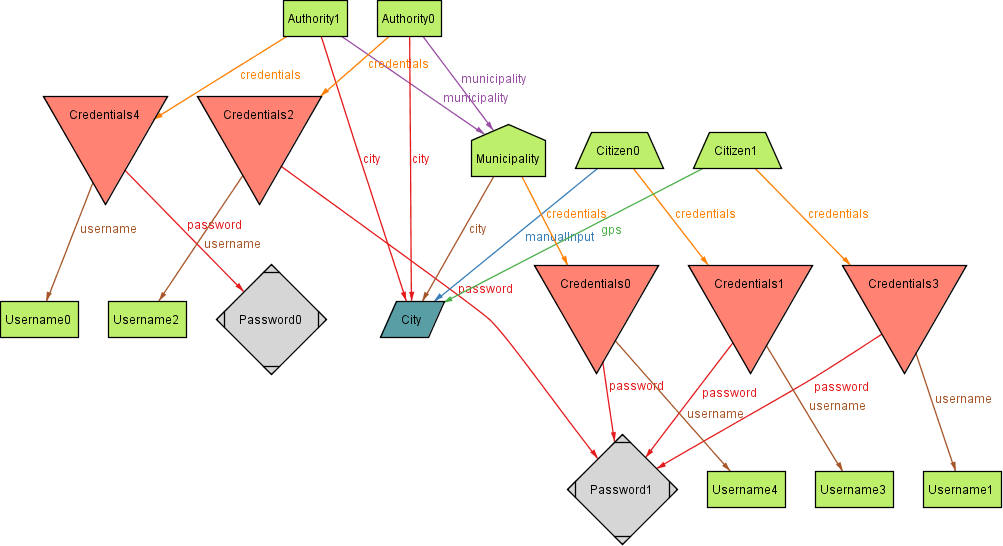 Authority1
Authority0
credentials
credentials
municipality
municipality
Credentials4
Credentials2
Municipality
Citizen0
Citizen1
city
city
username
password
username
city
credentials
manualInput
gps
credentials
credentials
password
Credentials0
Credentials1
Credentials3
Username0
Username2
Password0
City
password
username
password
username
password
username
Password1
Username4
Username3
Username1